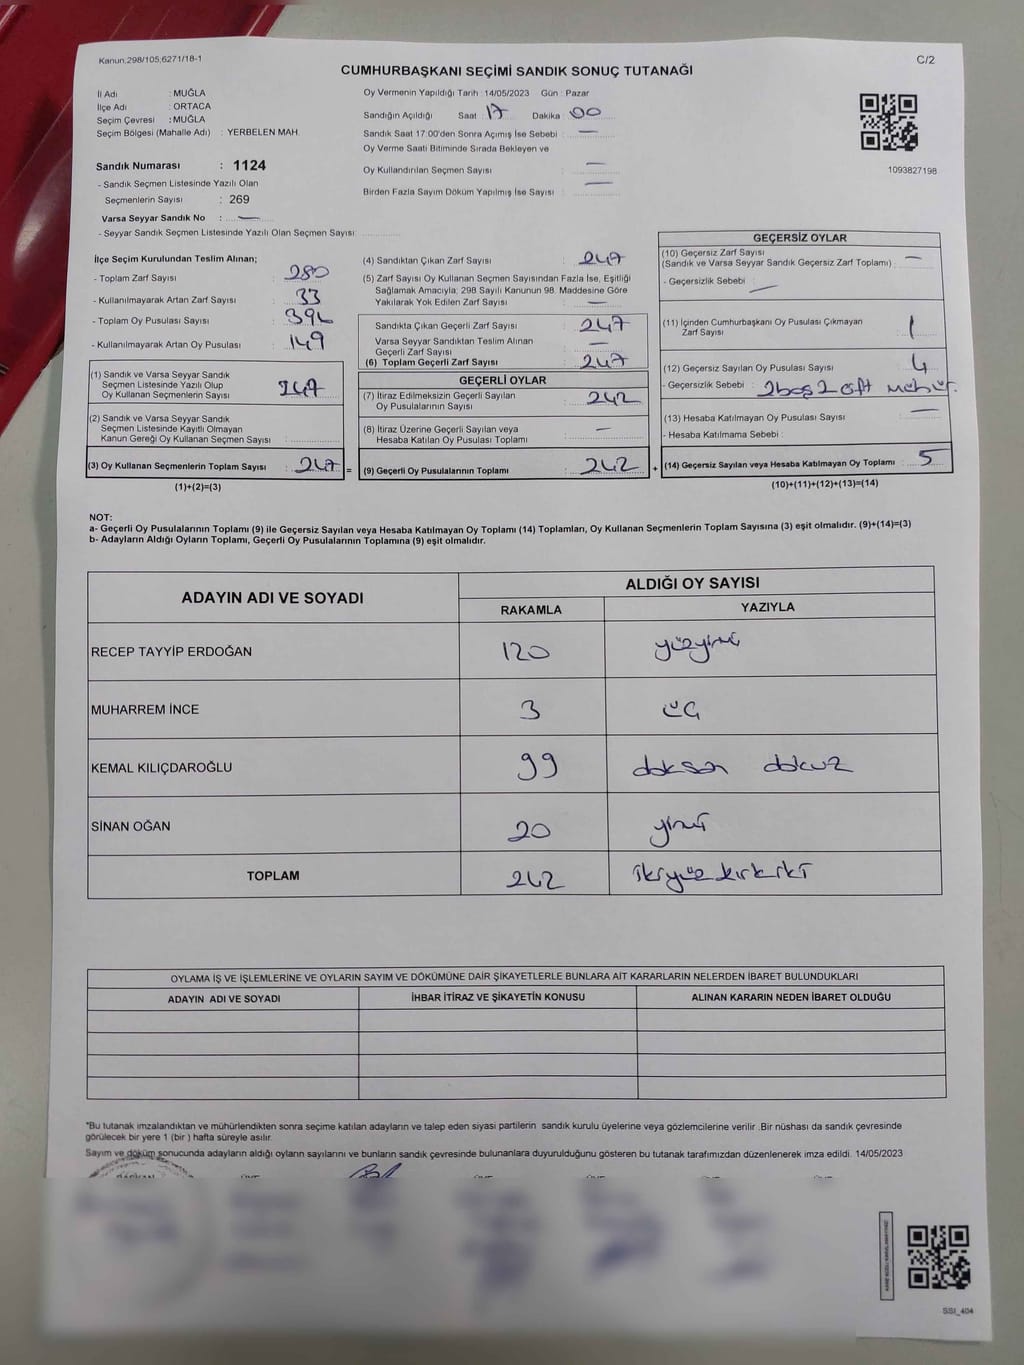 Kanun.298/105,6271/18-1
C/2
CUMHURBAŞKANI SEÇİMİ SANDIK SONUÇ TUTANAĞI
İl Adı : MUĞLA
İlçe Adı : ORTACA
Seçim Çevresi : MUĞLA
Seçim Bölgesi (Mahalle Adı) : YERBELEN MAH.
Sandık Numarası : 1124
- Sandık Seçmen Listesinde Yazılı Olan
Seçmenlerin Sayısı : 269
Varsa Seyyar Sandık No : —
- Seyyar Sandık Seçmen Listesinde Yazılı Olan Seçmen Sayısı
Oy Vermenin Yapıldığı Tarih : 14/05/2023 Gün : Pazar
Sandığın Açıldığı Saat 17 Dakika 00
Sandık Saat 17:00'den Sonra Açımış İse Sebebi : —
Oy Verme Saati Bitiminde Sırada Bekleyen ve
Oy Kullandırılan Seçmen Sayısı : —
Birden Fazla Sayım Döküm Yapılmış İse Sayısı : —
1093827198
İlçe Seçim Kurulundan Teslim Alınan;
- Toplam Zarf Sayısı : 280
- Kullanılmayarak Artan Zarf Sayısı : 33
- Toplam Oy Pusulası Sayısı : 396
- Kullanılmayarak Artan Oy Pusulası : 149
(1) Sandık ve Varsa Seyyar Sandık
Seçmen Listesinde Yazılı Olup
Oy Kullanan Seçmenlerin Sayısı : 247
(2) Sandık ve Varsa Seyyar Sandık
Seçmen Listesinde Kayıtlı Olmayan
Kanun Gereği Oy Kullanan Seçmen Sayısı :
(3) Oy Kullanan Seçmenlerin Toplam Sayısı : 247 =
(1)+(2)=(3)
(4) Sandıktan Çıkan Zarf Sayısı : 247
(5) Zarf Sayısı Oy Kullanan Seçmen Sayısından Fazla İse, Eşitliği
Sağlamak Amacıyla; 298 Sayılı Kanunun 98. Maddesine Göre
Yakılarak Yok Edilen Zarf Sayısı : —
Sandıkta Çıkan Geçerli Zarf Sayısı : 247
Varsa Seyyar Sandıktan Teslim Alınan
Geçerli Zarf Sayısı : —
(6) Toplam Geçerli Zarf Sayısı : 247
GEÇERLİ OYLAR
(7) İtiraz Edilmeksizin Geçerli Sayılan
Oy Pusulalarının Sayısı : 242
(8) İtiraz Üzerine Geçerli Sayılan veya
Hesaba Katılan Oy Pusulası Toplamı : —
(9) Geçerli Oy Pusulalarının Toplamı : 242 +
GEÇERSİZ OYLAR
(10) Geçersiz Zarf Sayısı
(Sandık ve Varsa Seyyar Sandık Geçersiz Zarf Toplamı) : —
- Geçersizlik Sebebi : —
(11) İçinden Cumhurbaşkanı Oy Pusulası Çıkmayan
Zarf Sayısı : 1
(12) Geçersiz Sayılan Oy Pusulası Sayısı : 4
- Geçersizlik Sebebi : 2 boş 2 çift mühür.
(13) Hesaba Katılmayan Oy Pusulası Sayısı : —
- Hesaba Katılmama Sebebi :
(14) Geçersiz Sayılan veya Hesaba Katılmayan Oy Toplamı : 5
(10)+(11)+(12)+(13)=(14)
NOT:
a- Geçerli Oy Pusulalarının Toplamı (9) ile Geçersiz Sayılan veya Hesaba Katılmayan Oy Toplamı (14) Toplamları, Oy Kullanan Seçmenlerin Toplam Sayısına (3) eşit olmalıdır. (9)+(14)=(3)
b- Adayların Aldığı Oyların Toplamı, Geçerli Oy Pusulalarının Toplamına (9) eşit olmalıdır.
ADAYIN ADI VE SOYADI
ALDIĞI OY SAYISI
RAKAMLA YAZIYLA
RECEP TAYYİP ERDOĞAN 120 yüzyirmi
MUHARREM İNCE 3 üç
KEMAL KILIÇDAROĞLU 99 doksan dokuz
SİNAN OĞAN 20 yirmi
TOPLAM 242 ikiyüz kırkiki
OYLAMA İŞ VE İŞLEMLERİNE VE OYLARIN SAYIM VE DÖKÜMÜNE DAİR ŞİKAYETLERLE BUNLARA AİT KARARLARIN NELERDEN İBARET BULUNDUKLARI
ADAYIN ADI VE SOYADI İHBAR İTİRAZ VE ŞİKAYETİN KONUSU ALINAN KARARIN NEDEN İBARET OLDUĞU
*Bu tutanak imzalandıktan ve mühürlendikten sonra seçime katılan adayların ve talep eden siyasi partilerin sandık kurulu üyelerine veya gözlemcilerine verilir .Bir nüshası da sandık çevresinde
görülecek bir yere 1 (bir ) hafta süreyle asılır.
Sayım ve döküm sonucunda adayların aldığı oyların sayılarını ve bunların sandık çevresinde bulunanlara duyurulduğunu gösteren bu tutanak tarafımızdan düzenlenerek imza edildi. 14/05/2023
SSI_404